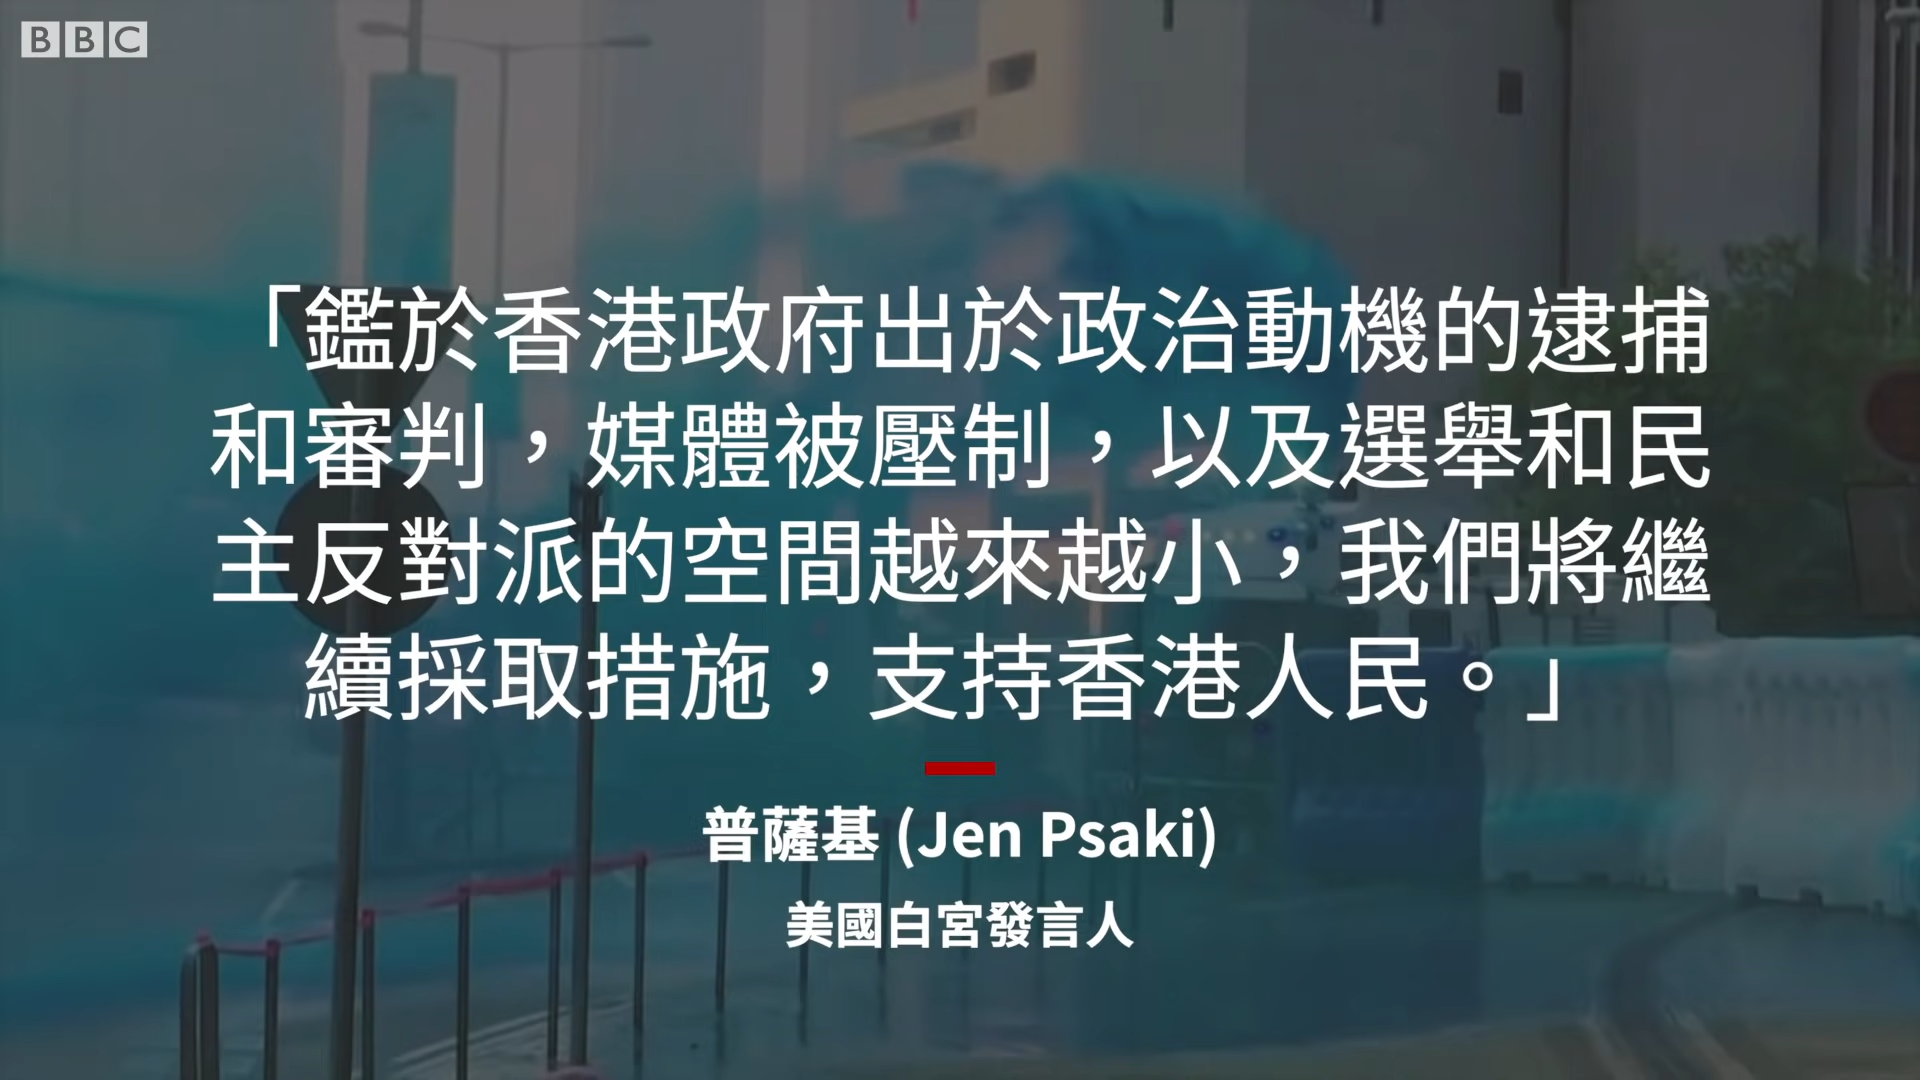 BBC
「鑑於香港政府出於政治動機的逮捕
和審判，媒體被壓制，以及選舉和民
主反對派的空間越來越小，我們將繼
續採取措施，支持香港人民。」
普薩基 (Jen Psaki)
美國白宮發言人